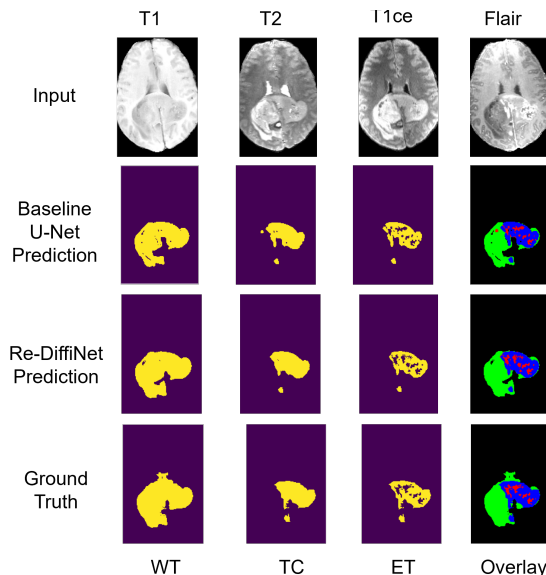 T1 T2 T1ce Flair
Input
Baseline
U-Net
Prediction
Re-DiffiNet
Prediction
Ground
Truth
WT TC ET Overlay